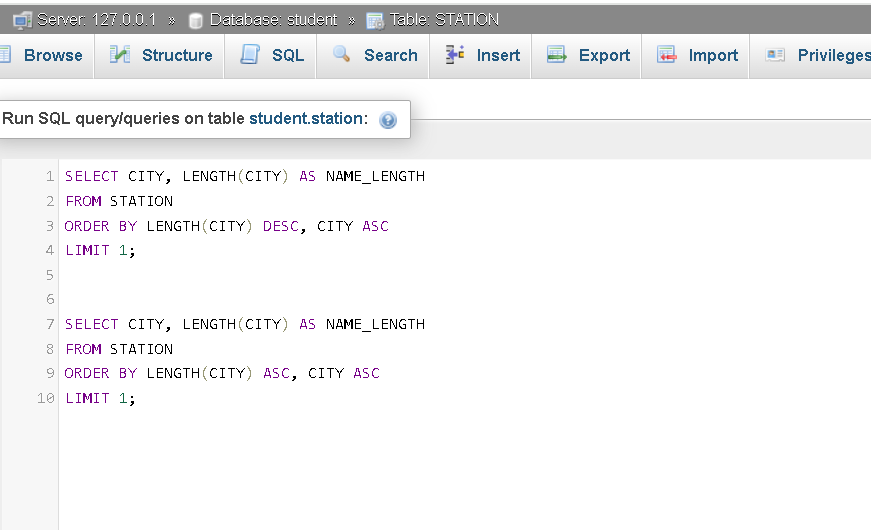 Server: 127.0.0.1 » Database: student » Table: STATION
Browse Structure SQL Search Insert Export Import Privileges
Run SQL query/queries on table student.station:
1 SELECT CITY, LENGTH(CITY) AS NAME_LENGTH
2 FROM STATION
3 ORDER BY LENGTH(CITY) DESC, CITY ASC
4 LIMIT 1;
5
6
7 SELECT CITY, LENGTH(CITY) AS NAME_LENGTH
8 FROM STATION
9 ORDER BY LENGTH(CITY) ASC, CITY ASC
10 LIMIT 1;